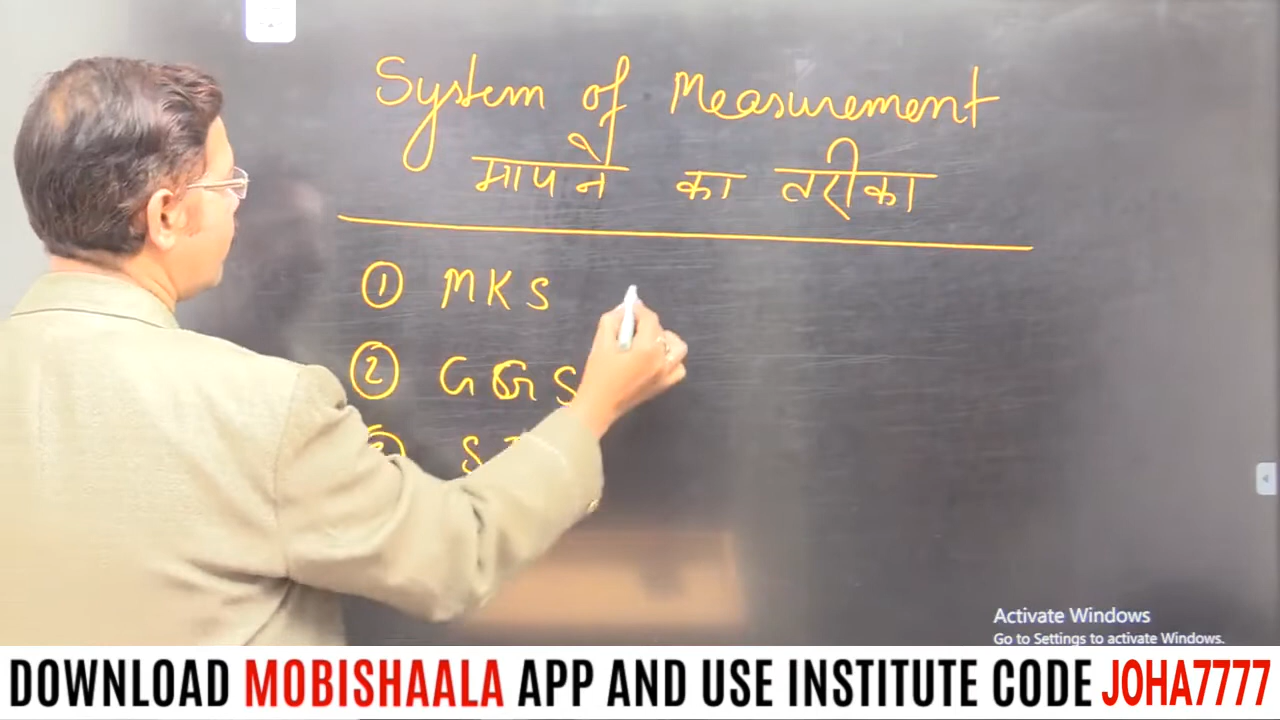 System of Measurement
मापने का तरीका
① MKS
② CGS
③ S
Activate Windows
Go to Settings to activate Windows.
DOWNLOAD MOBISHAALA APP AND USE INSTITUTE CODE JOHA7777